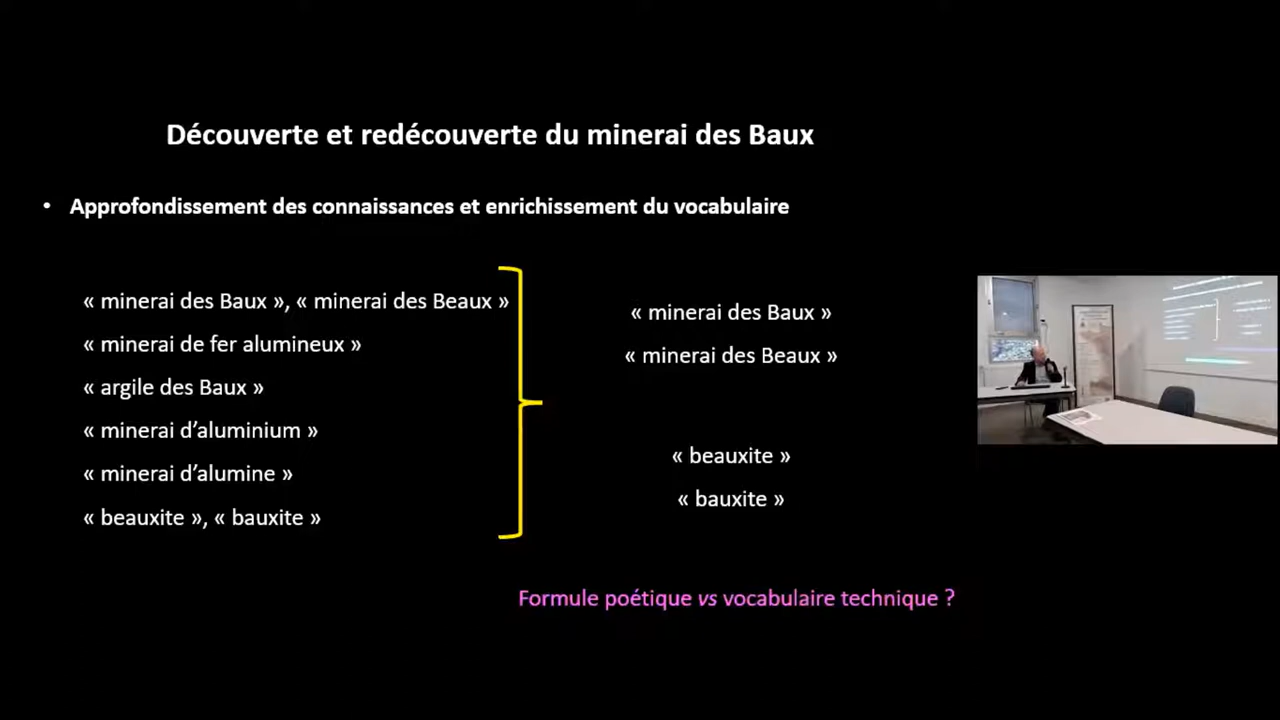 Découverte et redécouverte du minerai des Baux
• Approfondissement des connaissances et enrichissement du vocabulaire
« minerai des Baux », « minerai des Beaux »
« minerai de fer alumineux »
« argile des Baux »
« minerai d’aluminium »
« minerai d’alumine »
« beauxite », « bauxite »
« minerai des Baux »
« minerai des Beaux »
« beauxite »
« bauxite »
Formule poétique vs vocabulaire technique ?